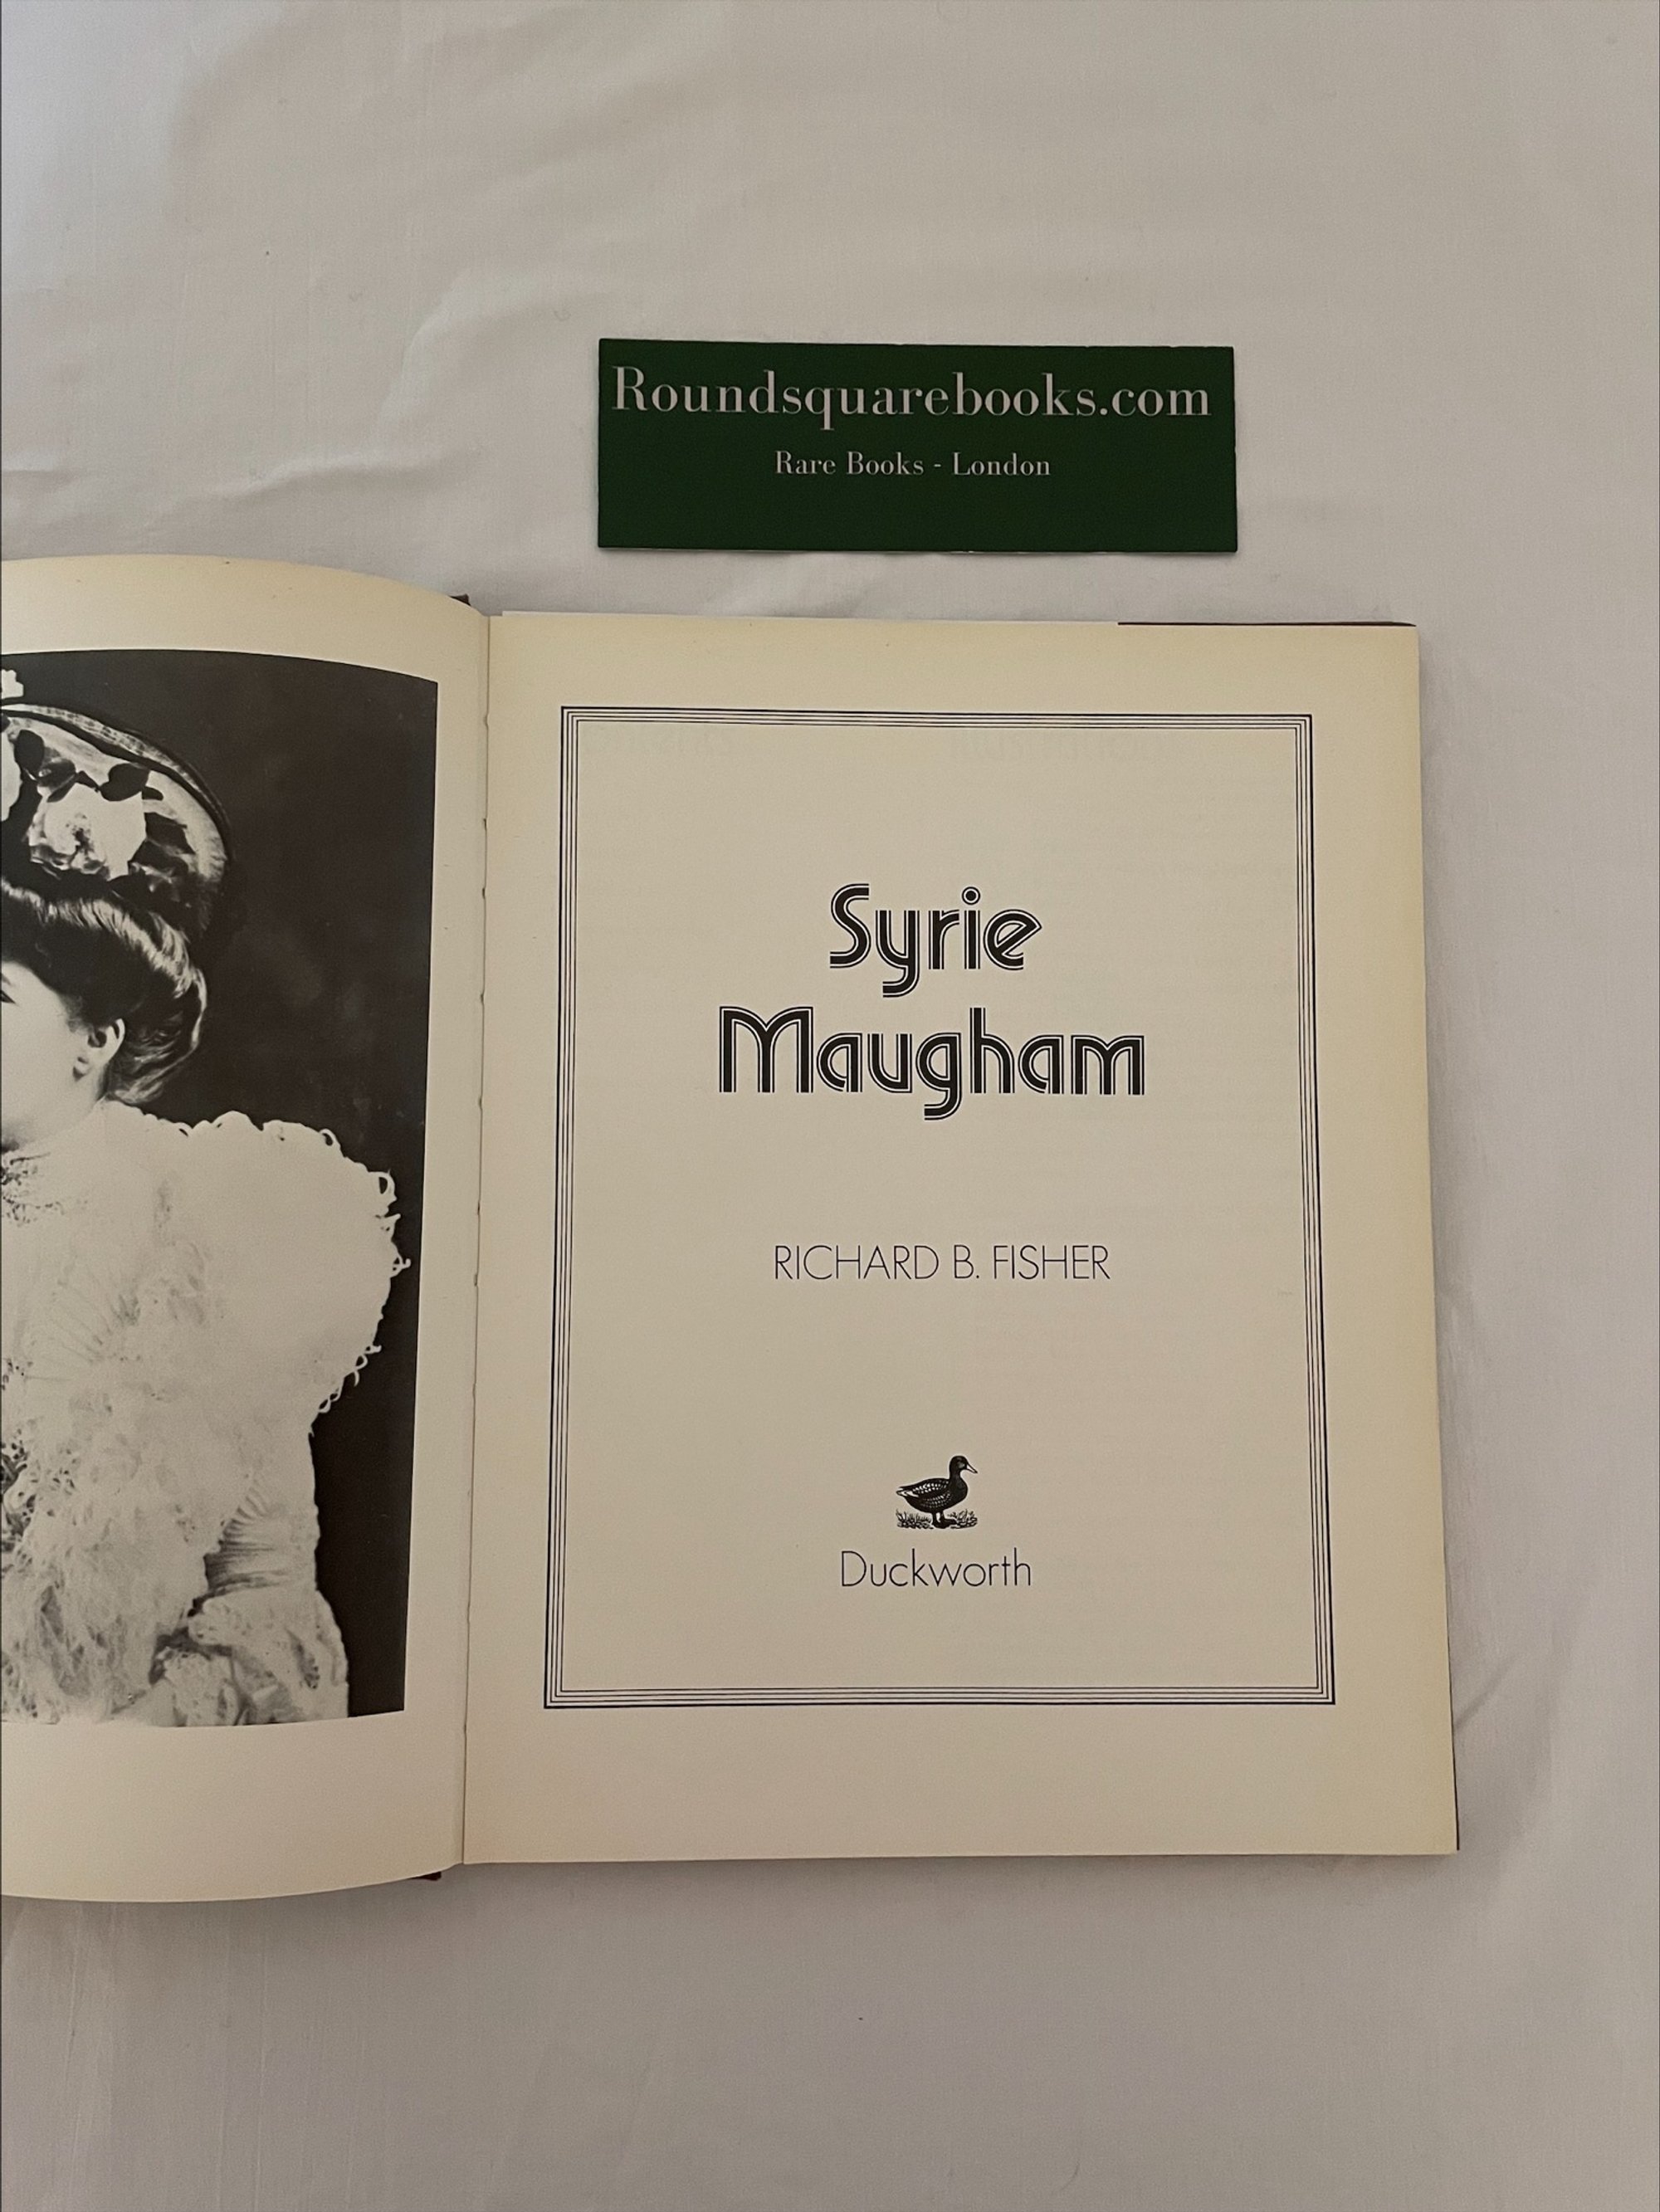 Roundsquarebooks.com
Rare Books - London
Syrie
Maugham
RICHARD B. FISHER
Duckworth